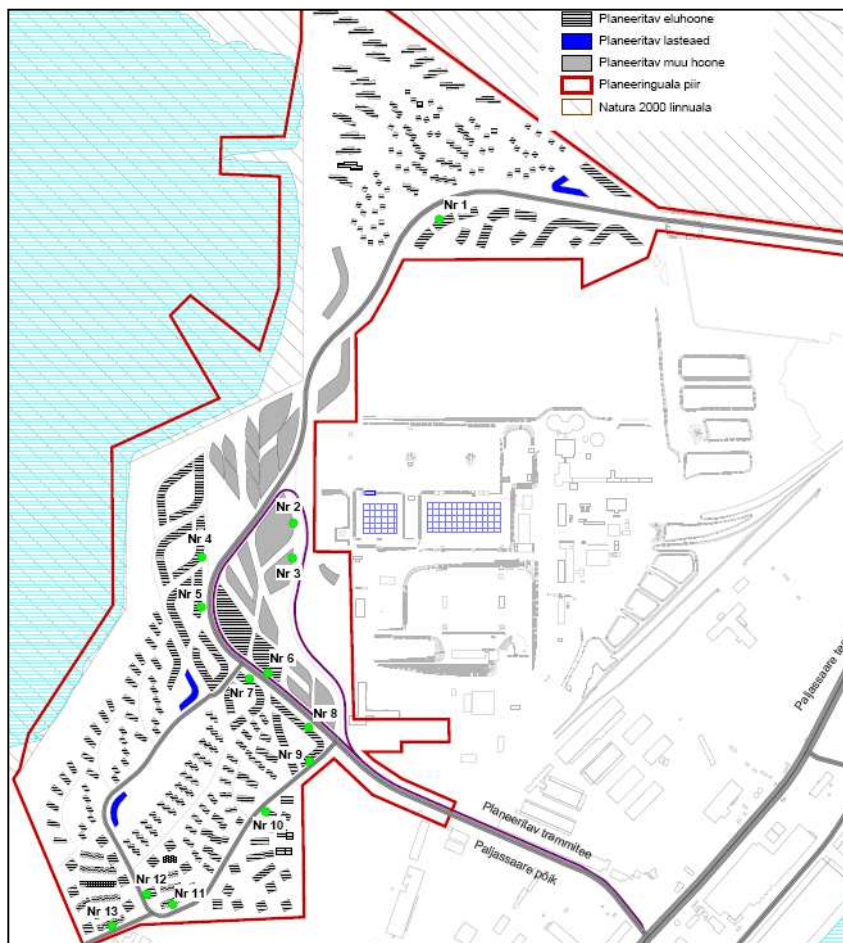 Planeeritav eluhoone
Planeeritav lasteaed
Planeeritav muu hoone
Planeeringuala piir
Natura 2000 linnuala
Nr 1
Nr 2
Nr 4
Nr 3
Nr 5
Nr 6
Nr 7
Nr 8
Nr 9
Nr 10
Nr 12
Nr 11
Nr 13
Planeeritav trammitee
Paljassaare põik
Paljassaare tee